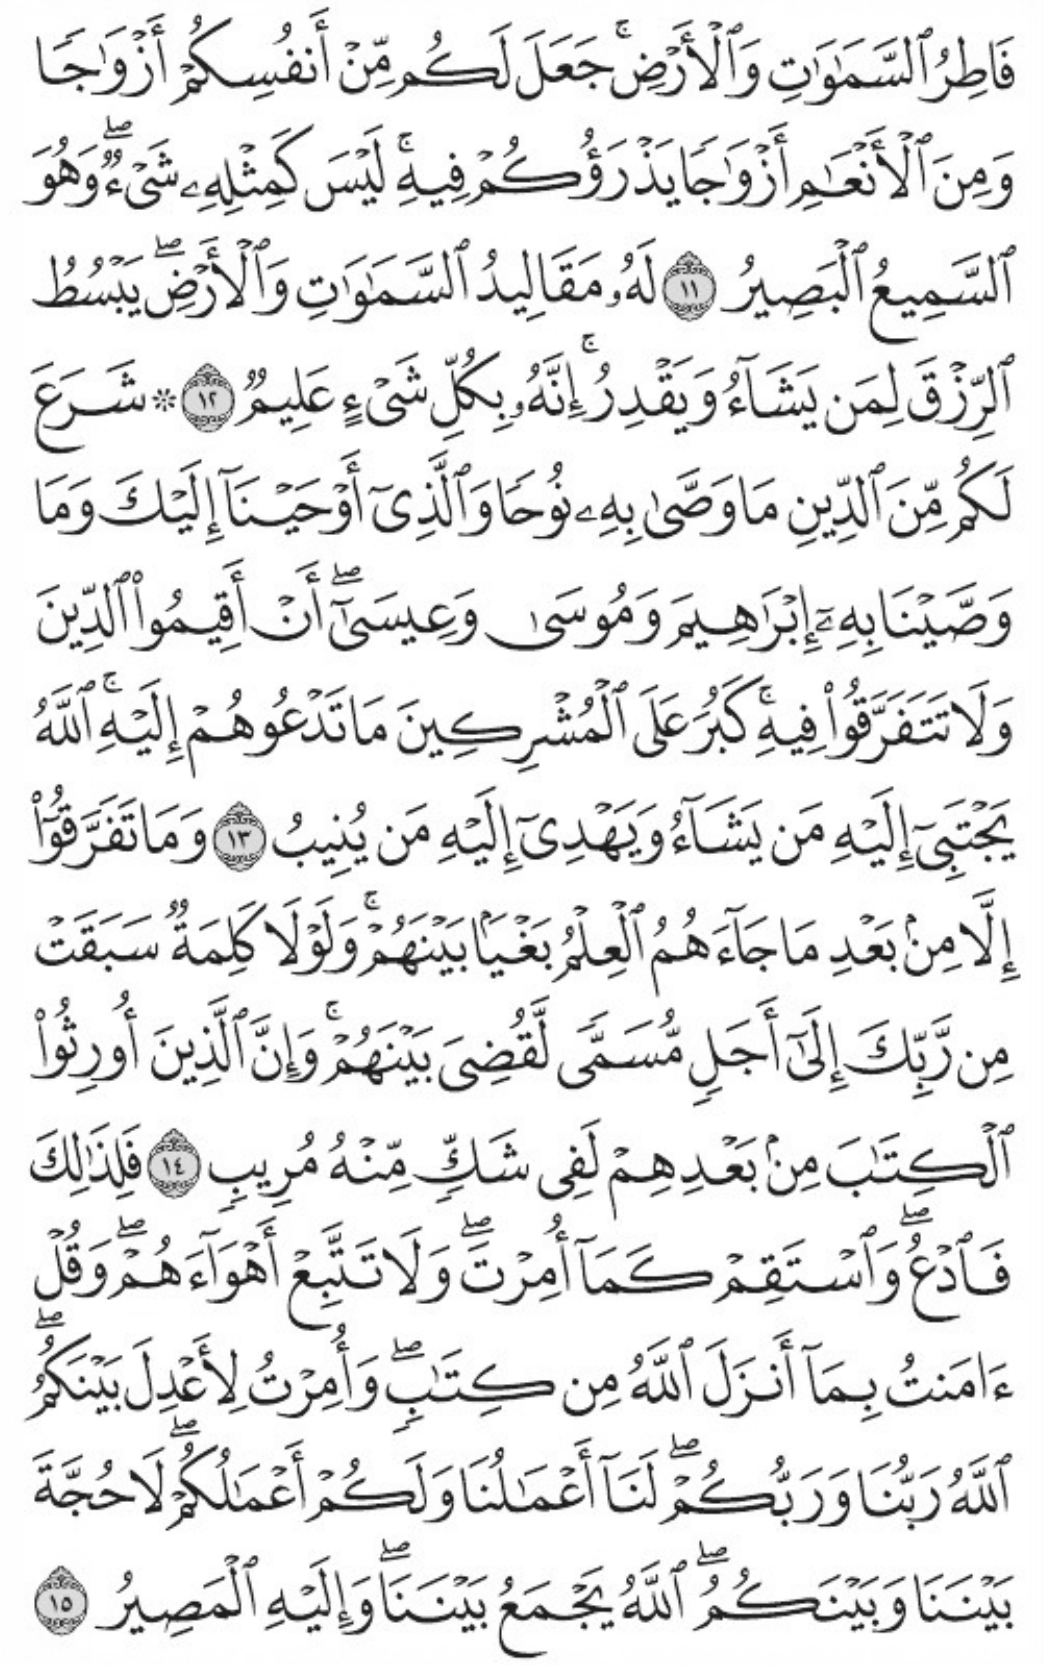 فَاطِرُ ٱلسَّمَـٰوَٰتِ وَٱلۡأَرۡضِۚ جَعَلَ لَكُم مِّنۡ أَنفُسِكُمۡ أَزۡوَٰجٗا
وَمِنَ ٱلۡأَنۡعَـٰمِ أَزۡوَٰجٗا يَذۡرَؤُكُمۡ فِيهِۚ لَيۡسَ كَمِثۡلِهِۦ شَيۡءٞۖ وَهُوَ
ٱلسَّمِيعُ ٱلۡبَصِيرُ ١١ لَهُۥ مَقَالِيدُ ٱلسَّمَـٰوَٰتِ وَٱلۡأَرۡضِۖ يَبۡسُطُ
ٱلرِّزۡقَ لِمَن يَشَآءُ وَيَقۡدِرُۚ إِنَّهُۥ بِكُلِّ شَيۡءٍ عَلِيمٞ ١٢ ۞ شَرَعَ
لَكُم مِّنَ ٱلدِّينِ مَا وَصَّىٰ بِهِۦ نُوحٗا وَٱلَّذِيٓ أَوۡحَيۡنَآ إِلَيۡكَ وَمَا
وَصَّيۡنَا بِهِۦٓ إِبۡرَٰهِيمَ وَمُوسَىٰ وَعِيسَىٰٓۖ أَنۡ أَقِيمُواْ ٱلدِّينَ
وَلَا تَتَفَرَّقُواْ فِيهِۚ كَبُرَ عَلَى ٱلۡمُشۡرِكِينَ مَا تَدۡعُوهُمۡ إِلَيۡهِۚ ٱللَّهُ
يَجۡتَبِيٓ إِلَيۡهِ مَن يَشَآءُ وَيَهۡدِيٓ إِلَيۡهِ مَن يُنِيبُ ١٣ وَمَا تَفَرَّقُوٓاْ
إِلَّا مِنۢ بَعۡدِ مَا جَآءَهُمُ ٱلۡعِلۡمُ بَغۡيَۢا بَيۡنَهُمۡۚ وَلَوۡلَا كَلِمَةٞ سَبَقَتۡ
مِن رَّبِّكَ إِلَىٰٓ أَجَلٖ مُّسَمّٗى لَّقُضِيَ بَيۡنَهُمۡۚ وَإِنَّ ٱلَّذِينَ أُورِثُواْ
ٱلۡكِتَـٰبَ مِنۢ بَعۡدِهِمۡ لَفِي شَكّٖ مِّنۡهُ مُرِيبٖ ١٤ فَلِذَٰلِكَ
فَٱدۡعُۖ وَٱسۡتَقِمۡ كَمَآ أُمِرۡتَۖ وَلَا تَتَّبِعۡ أَهۡوَآءَهُمۡۖ وَقُلۡ
ءَامَنتُ بِمَآ أَنزَلَ ٱللَّهُ مِن كِتَـٰبٖۖ وَأُمِرۡتُ لِأَعۡدِلَ بَيۡنَكُمُۖ
ٱللَّهُ رَبُّنَا وَرَبُّكُمۡۖ لَنَآ أَعۡمَـٰلُنَا وَلَكُمۡ أَعۡمَـٰلُكُمۡۖ لَا حُجَّةَ
بَيۡنَنَا وَبَيۡنَكُمُۖ ٱللَّهُ يَجۡمَعُ بَيۡنَنَاۖ وَإِلَيۡهِ ٱلۡمَصِيرُ ١٥